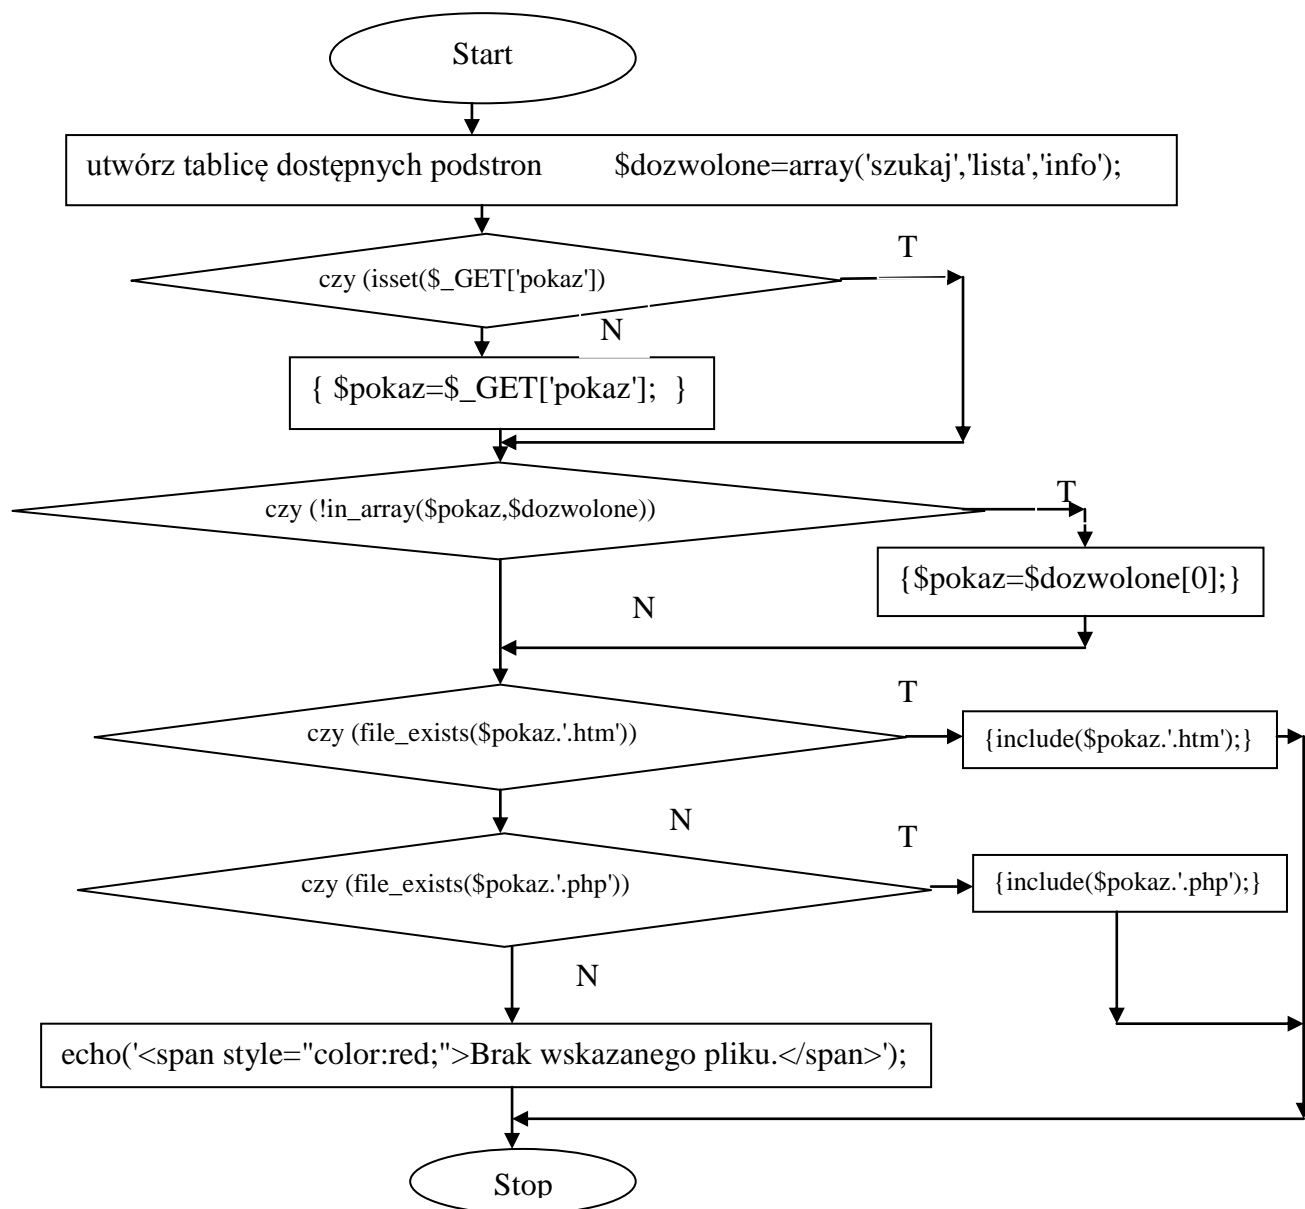 Start
utwórz tablicę dostępnych podstron $dozwolone=array('szukaj','lista','info');
T
czy (isset($_GET['pokaz'])
N
{ $pokaz=$_GET['pokaz']; }
T
czy (!in_array($pokaz,$dozwolone))
{$pokaz=$dozwolone[0];}
N
T
czy (file_exists($pokaz.'.htm'))
{include($pokaz.'.htm');}
N
T
czy (file_exists($pokaz.'.php'))
{include($pokaz.'.php');}
N
echo('<span style="color:red;">Brak wskazanego pliku.</span>');
Stop